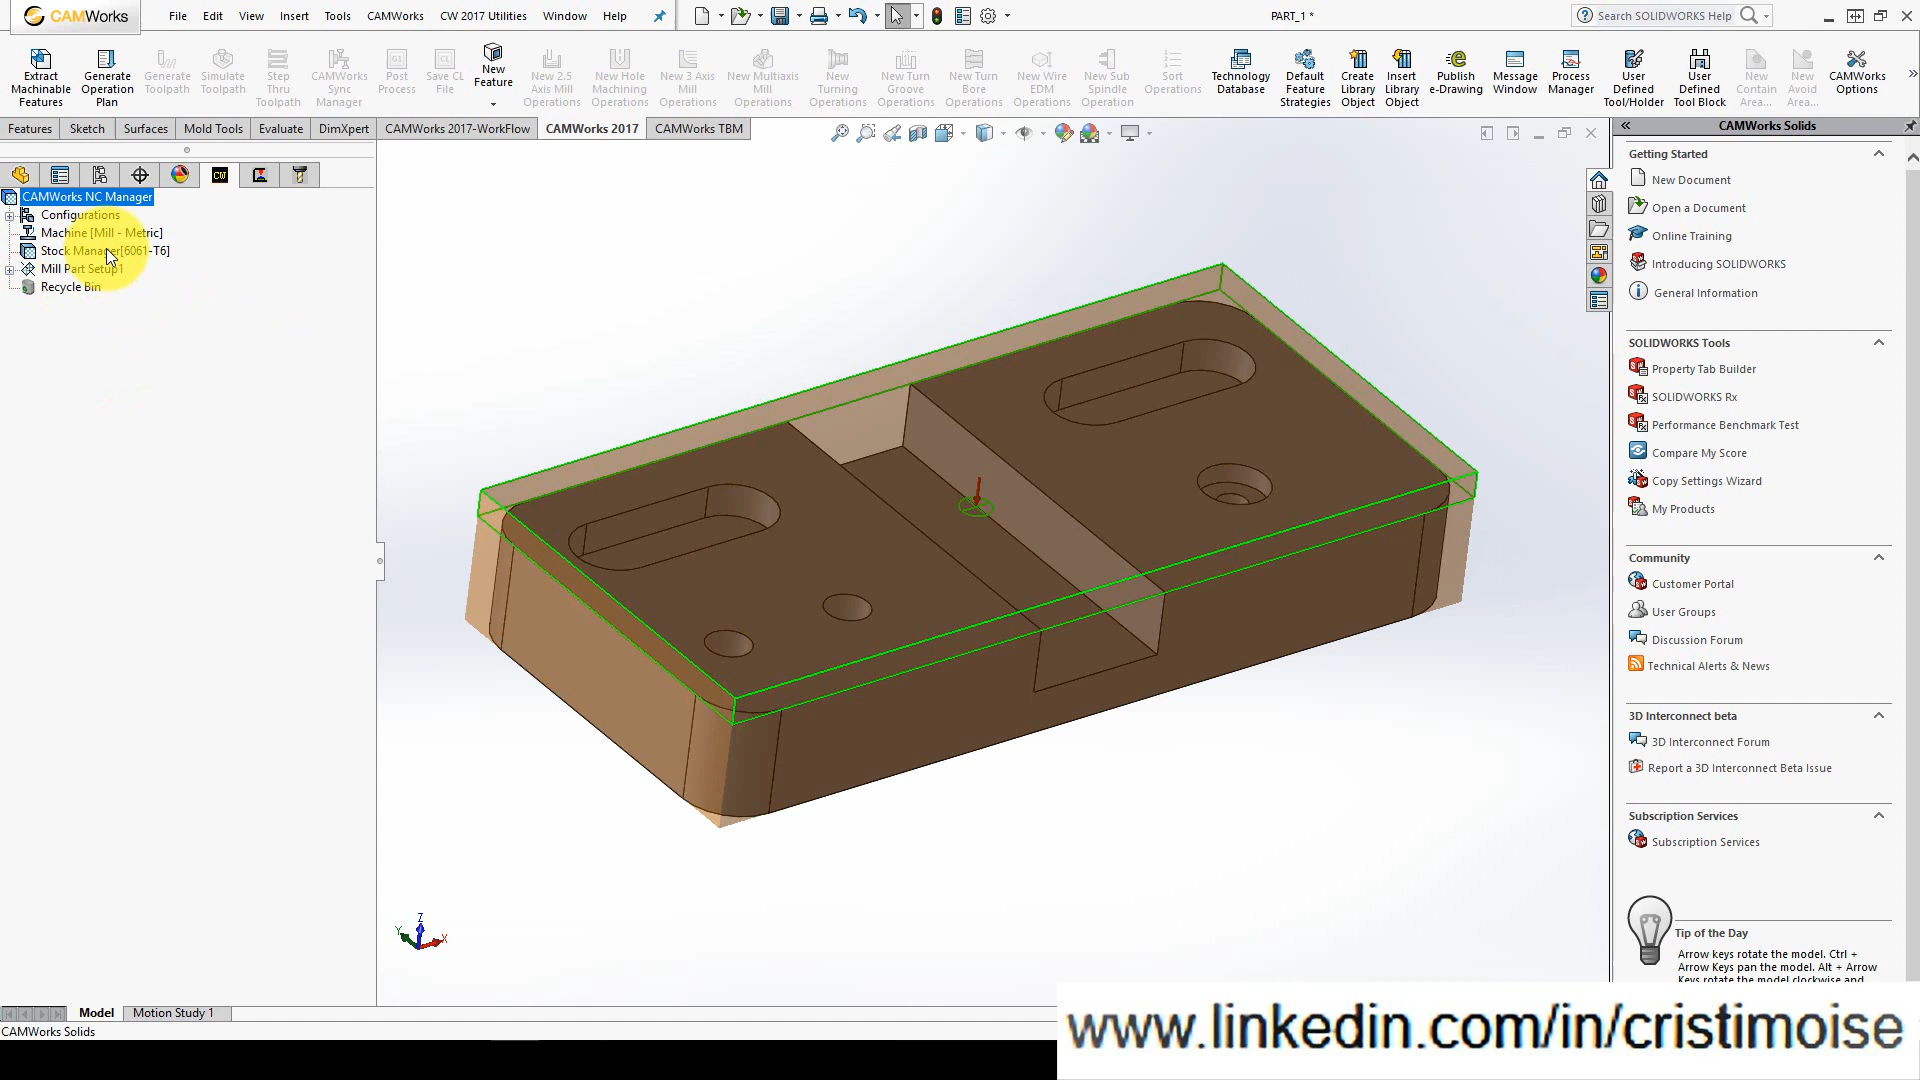 CAMWorks File Edit View Insert Tools CAMWorks CW 2017 Utilities Window Help PART_1 * Search SOLIDWORKS Help
Extract Machinable Features
Generate Operation Plan
Generate Toolpath
Simulate Toolpath
Step Thru Toolpath
CAMWorks Sync Manager
Post Process
Save CL File
New Feature
New 2.5 Axis Mill Operations
New Hole Machining Operations
New 3 Axis Mill Operations
New Multiaxis Mill Operations
New Turning Operations
New Turn Groove Operations
New Turn Bore Operations
New Wire EDM Operations
New Sub Spindle Operation
Sort Operations
Technology Database
Default Feature Strategies
Create Library Object
Insert Library Object
Publish e-Drawing
Message Window
Process Manager
User Defined Tool/Holder
User Defined Tool Block
New Contain Area...
New Avoid Area...
CAMWorks Options
Features Sketch Surfaces Mold Tools Evaluate DimXpert CAMWorks 2017-WorkFlow CAMWorks 2017 CAMWorks TBM
CAMWorks NC Manager
Configurations
Machine [Mill - Metric]
Stock Manager[6061-T6]
Mill Part Setup1
Recycle Bin
Z
Y
X
CAMWorks Solids
Getting Started
New Document
Open a Document
Online Training
Introducing SOLIDWORKS
General Information
SOLIDWORKS Tools
Property Tab Builder
SOLIDWORKS Rx
Performance Benchmark Test
Compare My Score
Copy Settings Wizard
My Products
Community
Customer Portal
User Groups
Discussion Forum
Technical Alerts & News
3D Interconnect beta
3D Interconnect Forum
Report a 3D Interconnect Beta Issue
Subscription Services
Subscription Services
Tip of the Day
Arrow keys rotate the model. Ctrl +
Arrow Keys pan the model. Alt + Arrow
Keys rotate the model clockwise and
Model Motion Study 1
CAMWorks Solids
www.linkedin.com/in/cristimoise